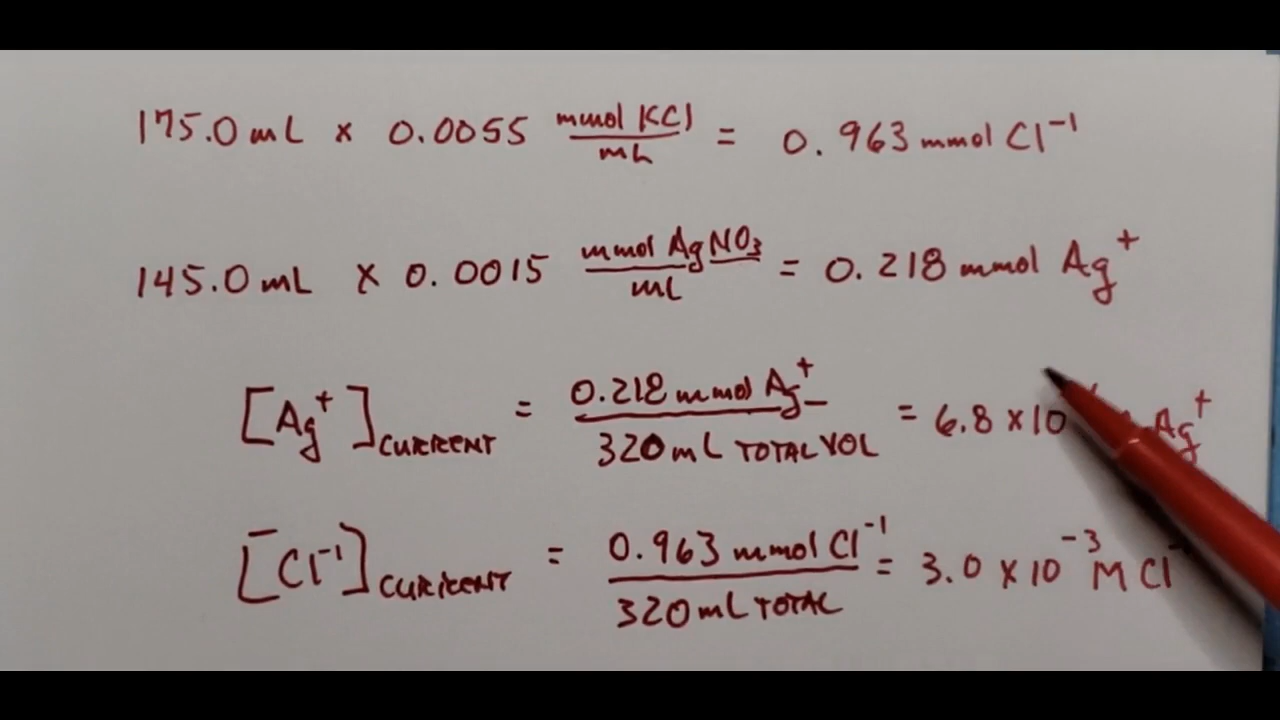 175.0 mL x 0.0055 mmol KCl/mL = 0.963 mmol Cl⁻¹
145.0 mL x 0.0015 mmol AgNO₃/mL = 0.218 mmol Ag⁺
[Ag⁺]CURRENT = 0.218 mmol Ag⁺/320 mL TOTAL VOL = 6.8 x 10 Ag⁺
[Cl⁻¹]CURRENT = 0.963 mmol Cl⁻¹/320 mL TOTAL = 3.0 x 10⁻³ M Cl⁻